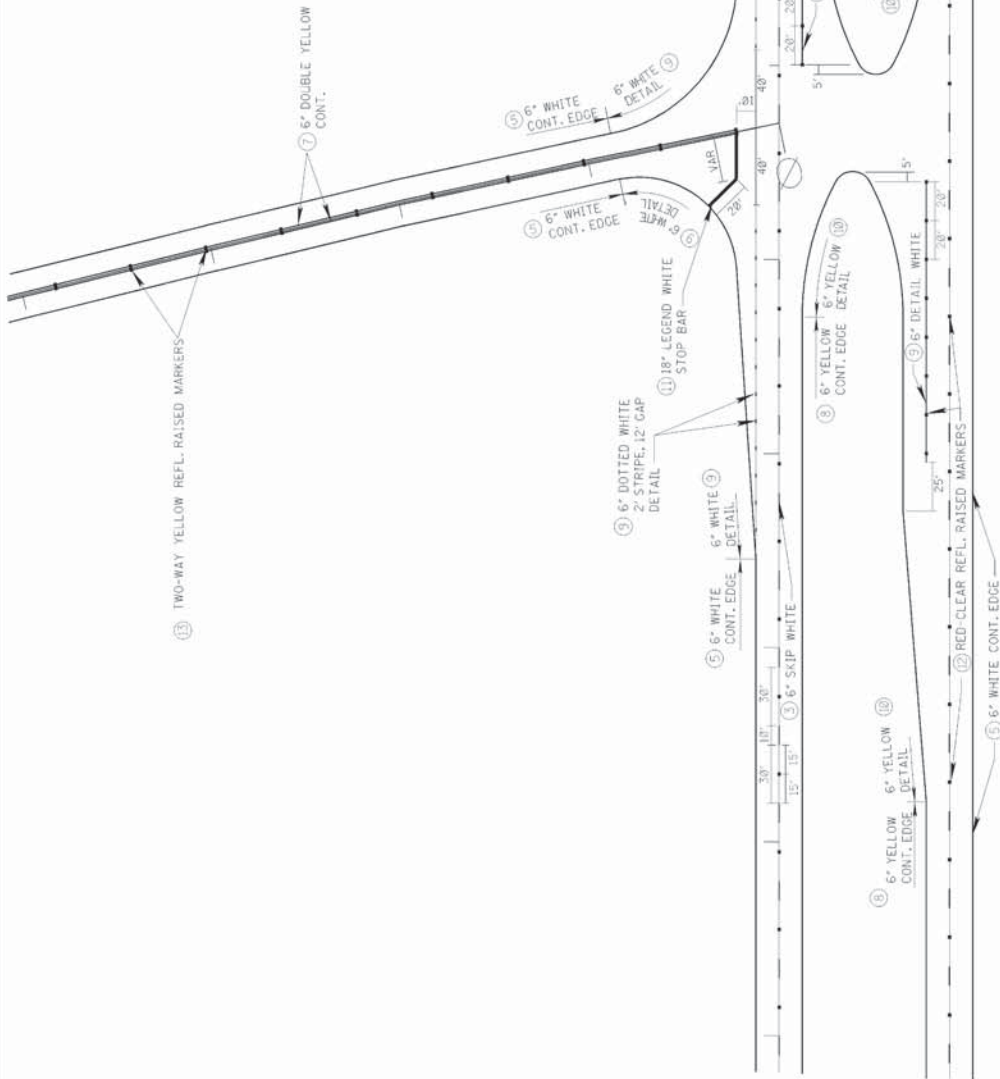 ⑦ 6" DOUBLE YELLOW
CONT.
⑤ 6" WHITE
CONT. EDGE
6" WHITE ⑨
DETAIL
⑤ 6" WHITE
CONT. EDGE
6" WHITE
DETAIL
⑬ TWO-WAY YELLOW REFL. RAISED MARKERS
VAR
10'
20'
40'
40'
20'
20'
5'
⑩
⑪ 18" LEGEND WHITE
STOP BAR
⑨ 6" DOTTED WHITE
2' STRIPE, 12' GAP
DETAIL
⑤ 6" WHITE
CONT. EDGE
6" WHITE ⑨
DETAIL
③ 6" SKIP WHITE
30'
10'
30'
15'
15'
⑧ 6" YELLOW
CONT. EDGE
6" YELLOW ⑩
DETAIL
5'
20'
20'
⑨ 6" DETAIL WHITE
25'
⑧ 6" YELLOW
CONT. EDGE
6" YELLOW ⑩
DETAIL
⑫ RED-CLEAR REFL. RAISED MARKERS
⑤ 6" WHITE CONT. EDGE